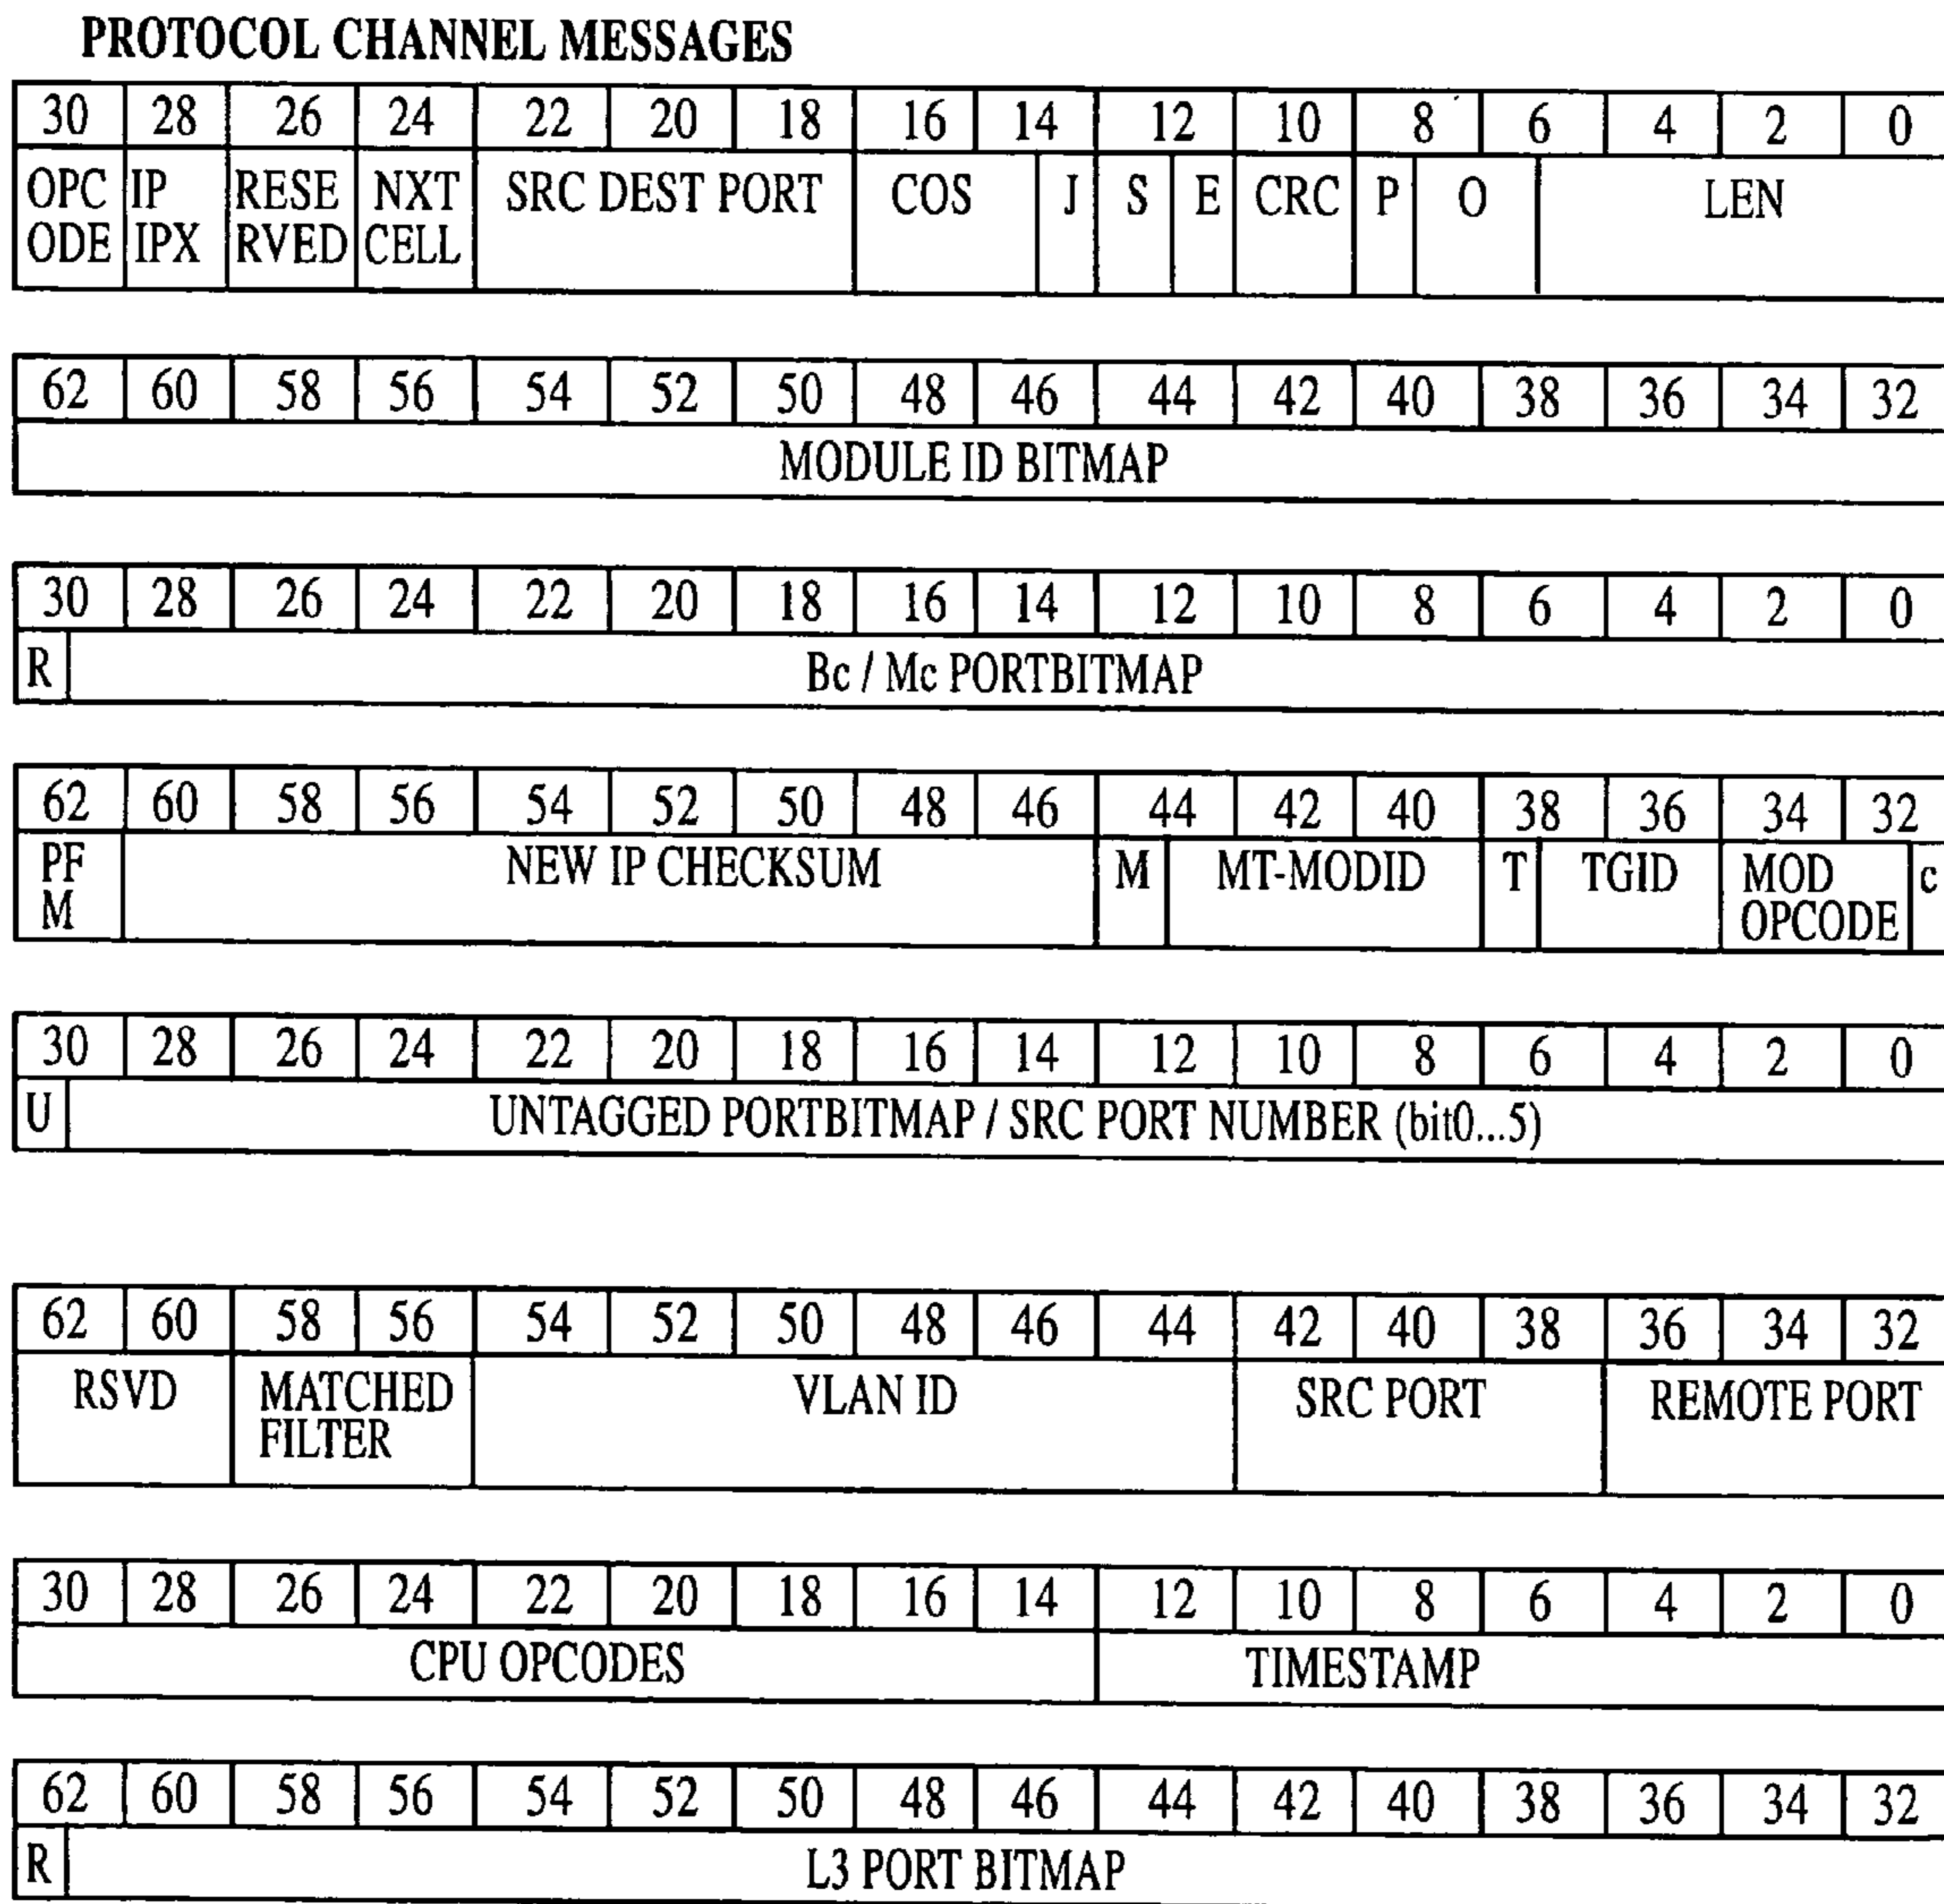 PROTOCOL CHANNEL MESSAGES
30 28 26 24 22 20 18 16 14 12 10 8 6 4 2 0
OPC IP RESE NXT SRC DEST PORT COS J S E CRC P O LEN
ODE IPX RVED CELL
62 60 58 56 54 52 50 48 46 44 42 40 38 36 34 32
MODULE ID BITMAP
30 28 26 24 22 20 18 16 14 12 10 8 6 4 2 0
R Bc / Mc PORTBITMAP
62 60 58 56 54 52 50 48 46 44 42 40 38 36 34 32
PF NEW IP CHECKSUM M MT-MODID T TGID MOD c
M OPCODE
30 28 26 24 22 20 18 16 14 12 10 8 6 4 2 0
U UNTAGGED PORTBITMAP / SRC PORT NUMBER (bit0...5)
62 60 58 56 54 52 50 48 46 44 42 40 38 36 34 32
RSVD MATCHED VLAN ID SRC PORT REMOTE PORT
FILTER
30 28 26 24 22 20 18 16 14 12 10 8 6 4 2 0
CPU OPCODES TIMESTAMP
62 60 58 56 54 52 50 48 46 44 42 40 38 36 34 32
R L3 PORT BITMAP